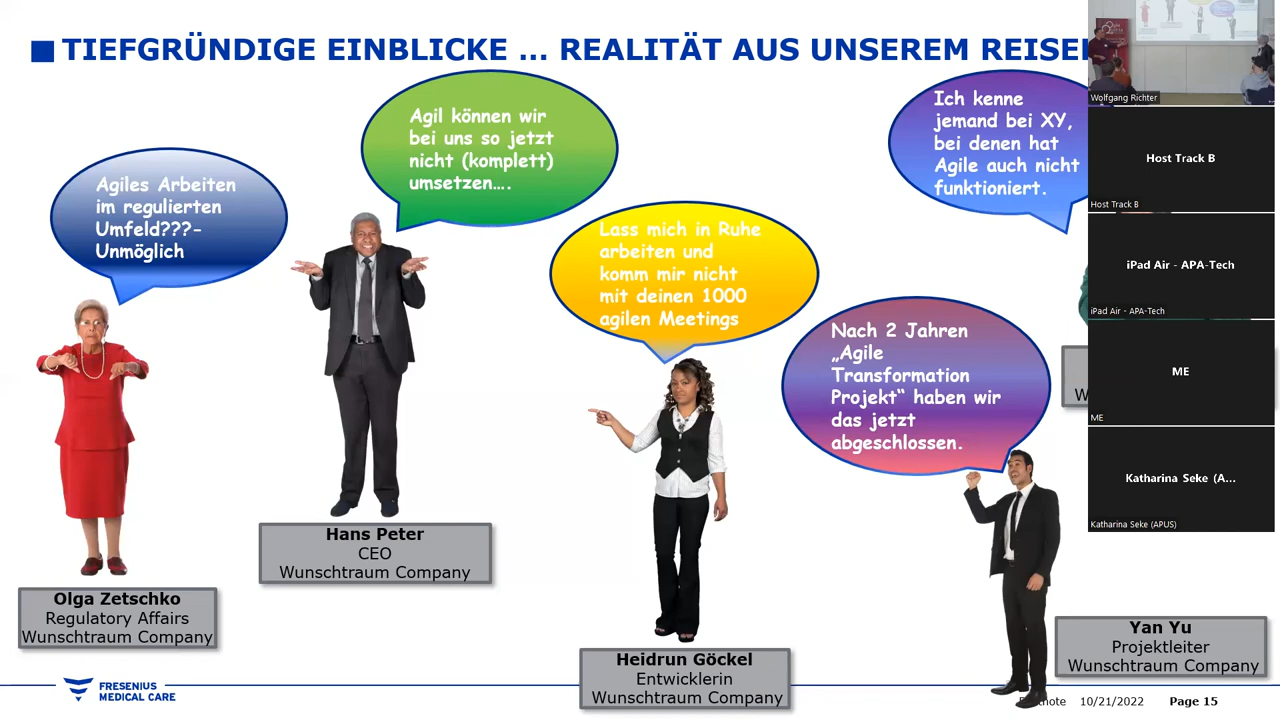 TIEFGRÜNDIGE EINBLICKE … REALITÄT AUS UNSEREM
Agiles Arbeiten
im regulierten
Umfeld???-
Unmöglich
Agil können wir
bei uns so jetzt
nicht (komplett)
umsetzen….
Lass mich in Ruhe
arbeiten und
komm mir nicht
mit deinen 1000
agilen Meetings
Nach 2 Jahren
„Agile
Transformation
Projekt“ haben wir
das jetzt
abgeschlossen.
Ich kenne
jemand bei XY,
bei denen hat
Agile auch nicht
funktioniert.
Olga Zetschko
Regulatory Affairs
Wunschtraum Company
Hans Peter
CEO
Wunschtraum Company
Heidrun Göckel
Entwicklerin
Wunschtraum Company
Yan Yu
Projektleiter
Wunschtraum Company
FRESENIUS
MEDICAL CARE
10/21/2022 Page 15
Wolfgang Richter
Host Track B
Host Track B
iPad Air - APA-Tech
iPad Air - APA-Tech
ME
ME
Katharina Seke (A...
Katharina Seke (APUS)